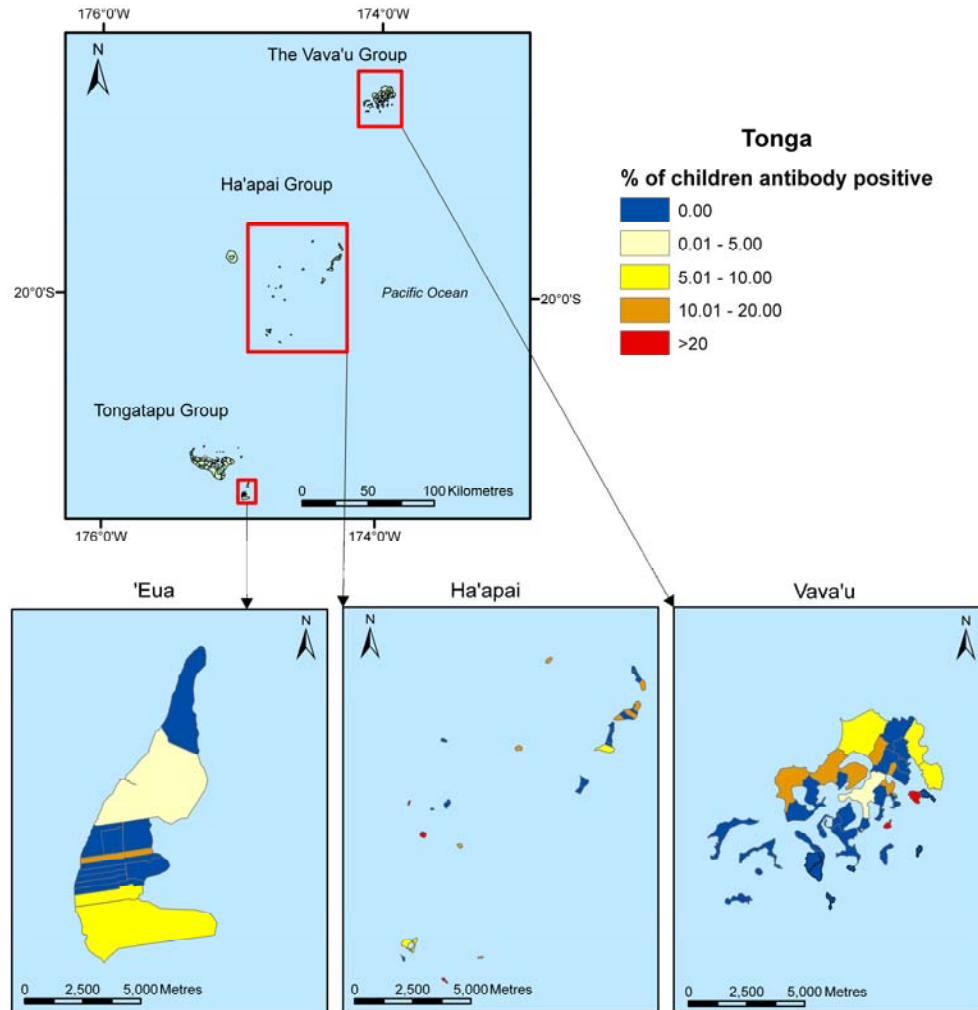 176°W
174°W
N
The Vava'u Group
Ha'apai Group
20°0'S
Pacific Ocean
20°0'S
Tongatapu Group
0 50 100 Kilometres
176°0'W
174°0'W
Tonga
% of children antibody positive
0.00
0.01 - 5.00
5.01 - 10.00
10.01 - 20.00
>20
'Eua
N
0 2,500 5,000 Metres
Ha'apai
N
0 2,500 5,000 Metres
Vava'u
N
0 2,500 5,000 Metres